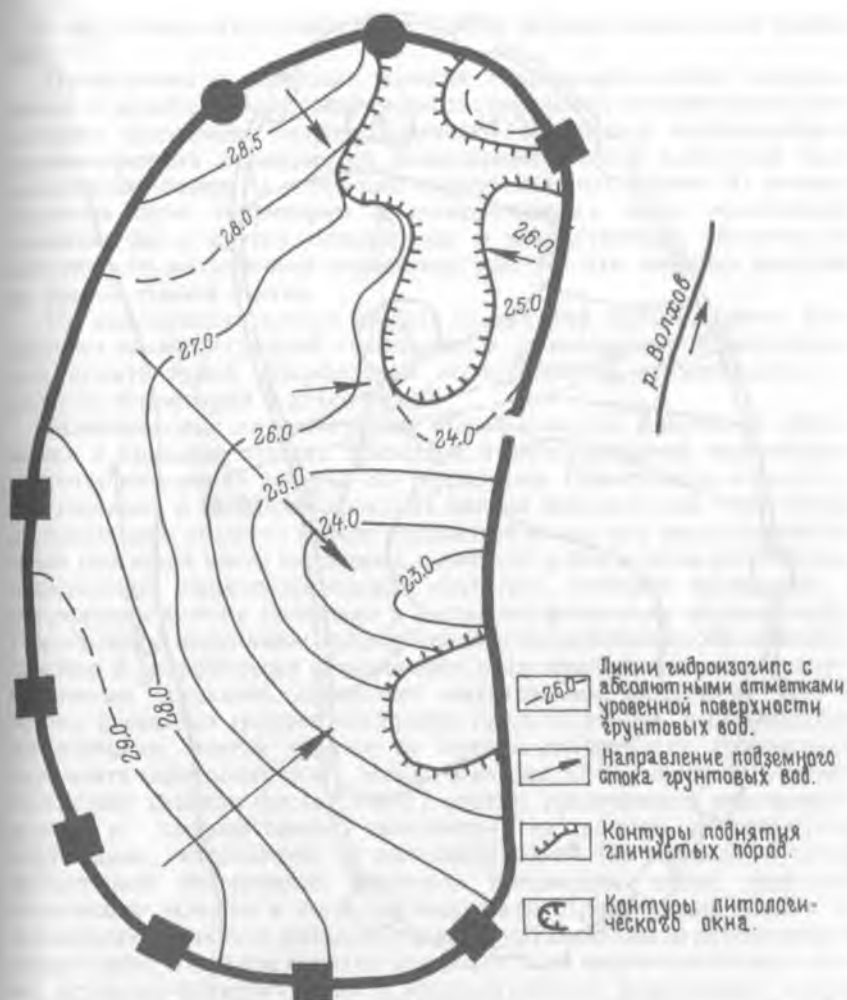 28.5
28.0
27.0
26.0
25.0
24.0
26.0
25.0
24.0
23.0
29.0
28.0
р. Волхов
26.0
Линии гидроизогипс с
абсолютными отметками
уровенной поверхности
грунтовых вод.
Направление подземного
стока грунтовых вод.
Контуры поднятия
глинистых пород.
Контуры литологи-
ческого окна.